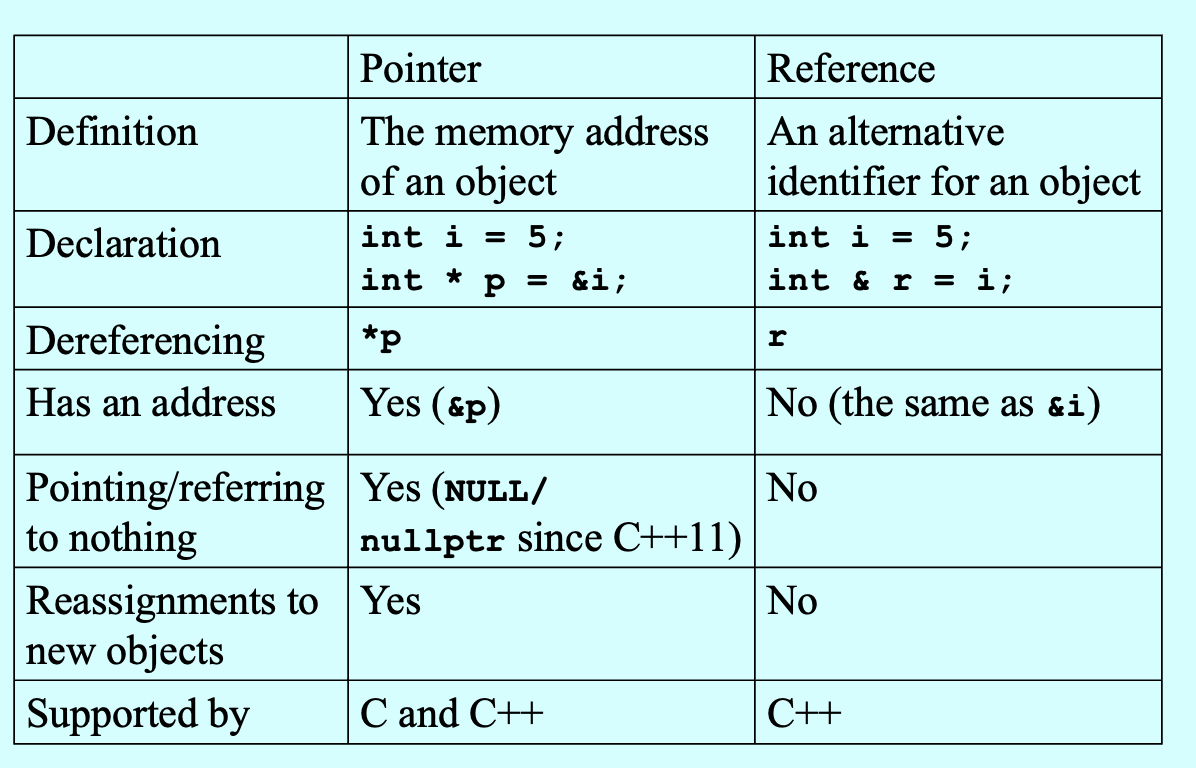 Pointer
Reference
Definition
The memory address
of an object
An alternative
identifier for an object
Declaration
int i = 5;
int * p = &i;
int i = 5;
int & r = i;
Dereferencing
*p
r
Has an address
Yes (&p)
No (the same as &i)
Pointing/referring
to nothing
Yes (NULL/
nullptr since C++11)
No
Reassignments to
new objects
Yes
No
Supported by
C and C++
C++